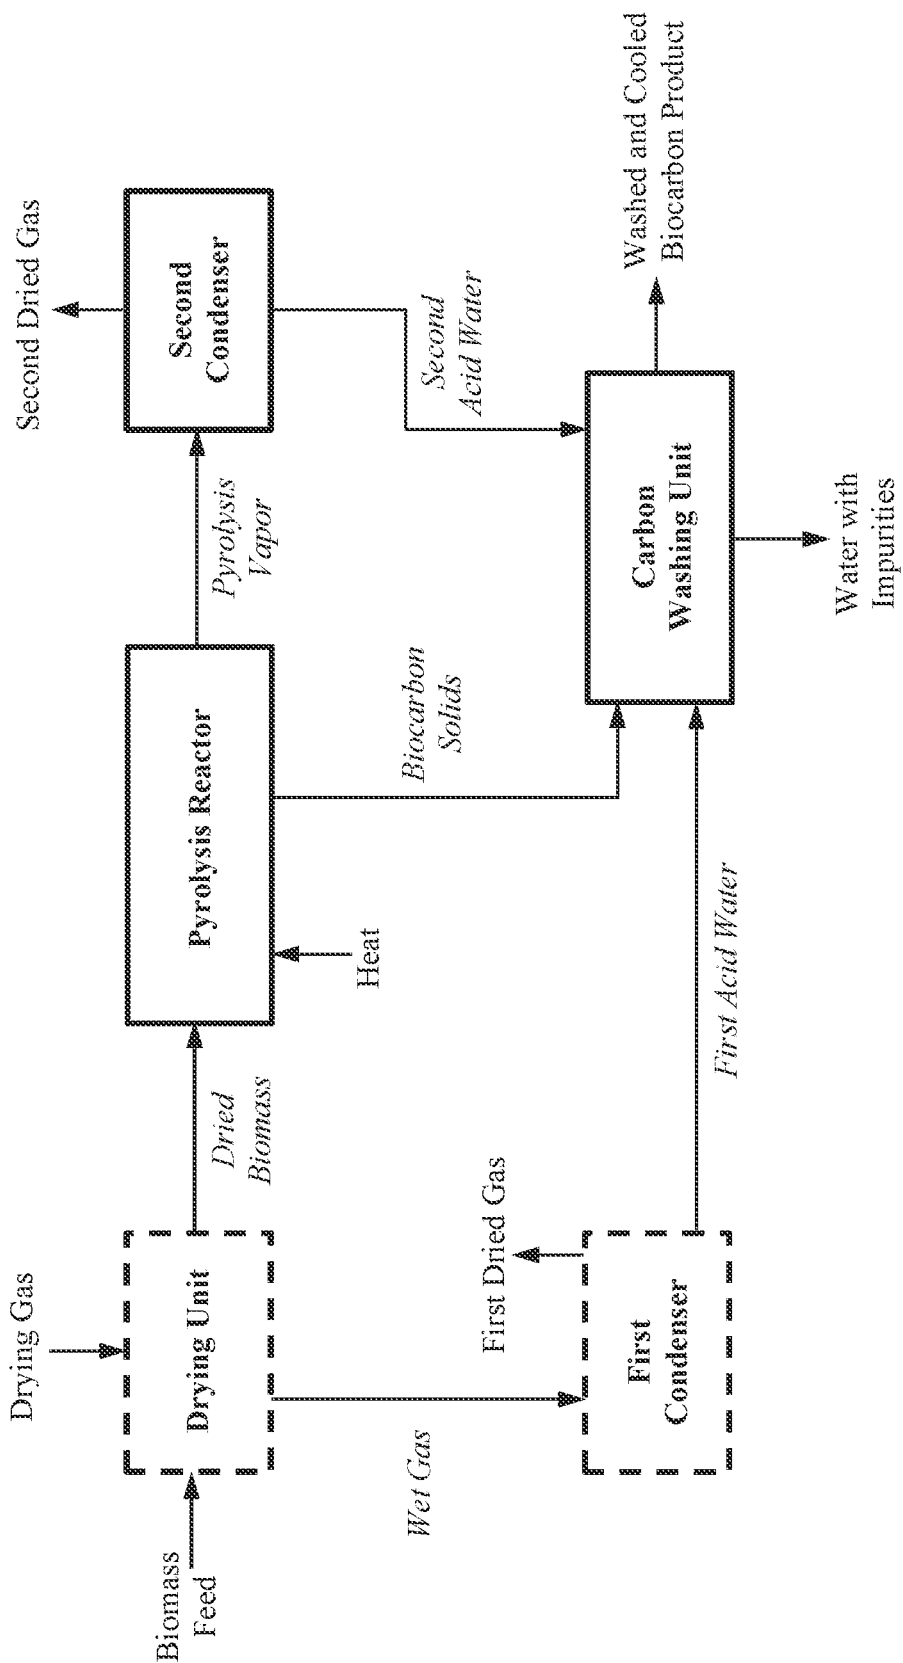 Drying Gas
Second Dried Gas
Biomass
Feed
Drying Unit
Dried
Biomass
Pyrolysis Reactor
Pyrolysis
Vapor
Second
Condenser
Heat
Wet Gas
Biocarbon
Solids
Second
Acid Water
First Dried Gas
First
Condenser
First Acid Water
Carbon
Washing Unit
Washed and Cooled
Biocarbon Product
Water with
Impurities